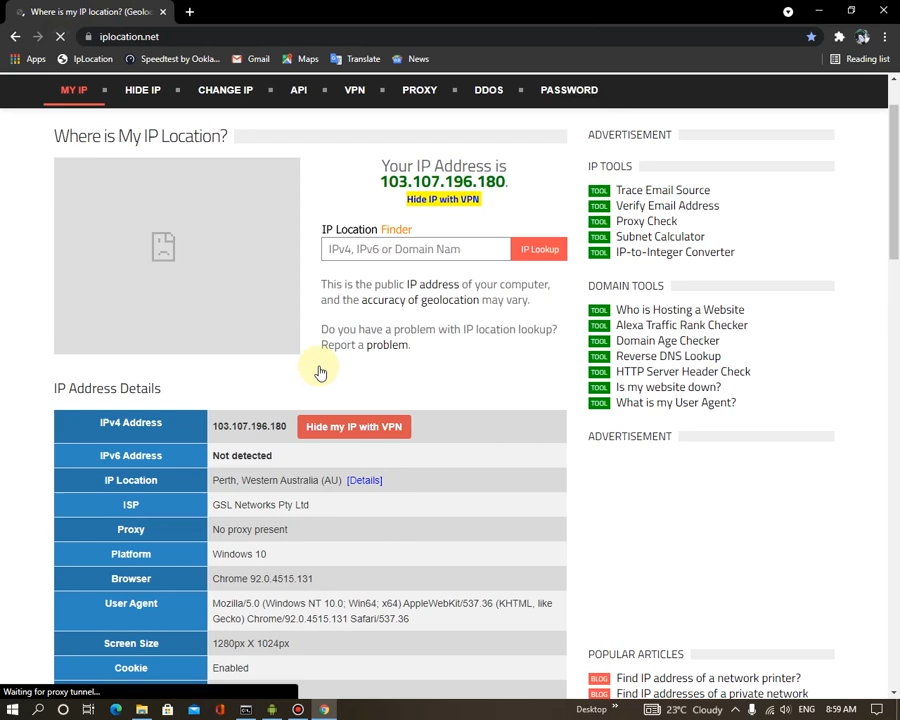 Where is my IP location? (Geoloc
iplocation.net
Apps
IpLocation
Speedtest by Ookla...
Gmail
Maps
Translate
News
Reading list
MY IP
HIDE IP
CHANGE IP
API
VPN
PROXY
DDOS
PASSWORD
Where is My IP Location?
Your IP Address is
103.107.196.180.
Hide IP with VPN
IP Location Finder
IPv4, IPv6 or Domain Nam
IP Lookup
This is the public IP address of your computer,
and the accuracy of geolocation may vary.
Do you have a problem with IP location lookup?
Report a problem.
IP Address Details
IPv4 Address
103.107.196.180
Hide my IP with VPN
IPv6 Address
Not detected
IP Location
Perth, Western Australia (AU) [Details]
ISP
GSL Networks Pty Ltd
Proxy
No proxy present
Platform
Windows 10
Browser
Chrome 92.0.4515.131
User Agent
Mozilla/5.0 (Windows NT 10.0; Win64; x64) AppleWebKit/537.36 (KHTML, like
Gecko) Chrome/92.0.4515.131 Safari/537.36
Screen Size
1280px X 1024px
Cookie
Enabled
ADVERTISEMENT
IP TOOLS
TOOL Trace Email Source
TOOL Verify Email Address
TOOL Proxy Check
TOOL Subnet Calculator
TOOL IP-to-Integer Converter
DOMAIN TOOLS
TOOL Who is Hosting a Website
TOOL Alexa Traffic Rank Checker
TOOL Domain Age Checker
TOOL Reverse DNS Lookup
TOOL HTTP Server Header Check
TOOL Is my website down?
TOOL What is my User Agent?
ADVERTISEMENT
POPULAR ARTICLES
BLOG Find IP address of a network printer?
BLOG Find IP addresses of a private network
Waiting for proxy tunnel...
Desktop
23°C Cloudy
ENG
8:59 AM